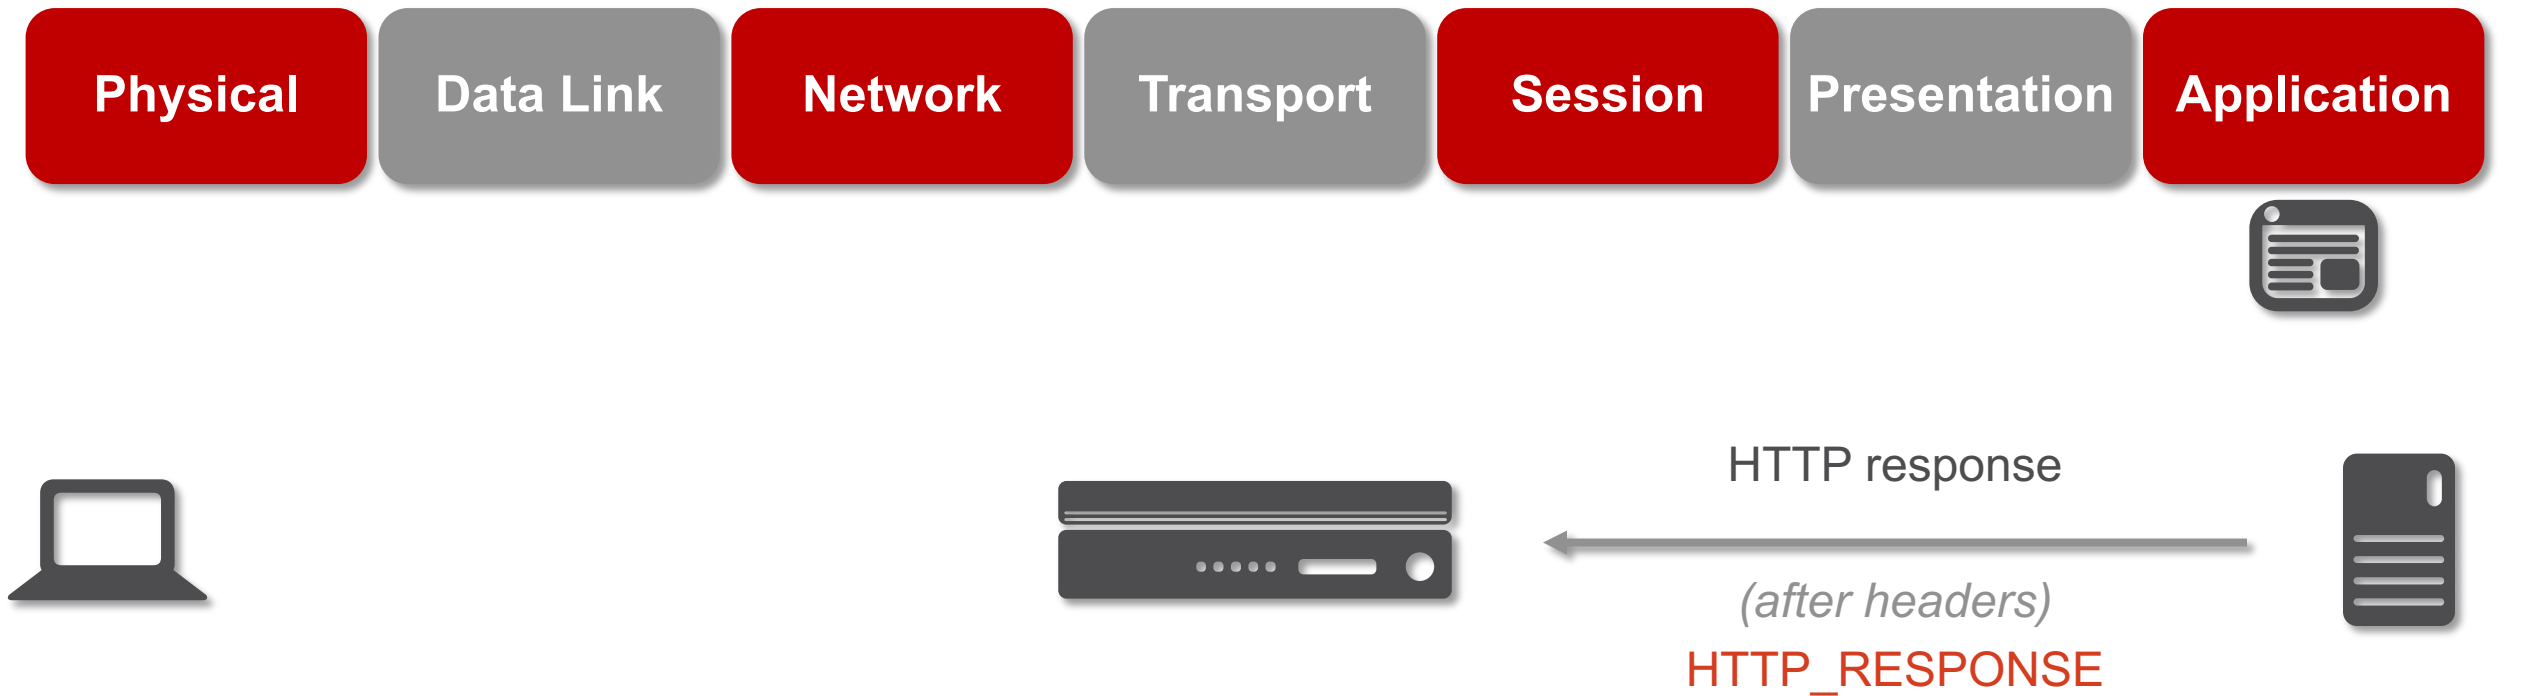 Physical
Data Link
Network
Transport
Session
Presentation
Application
HTTP response
(after headers)
HTTP_RESPONSE